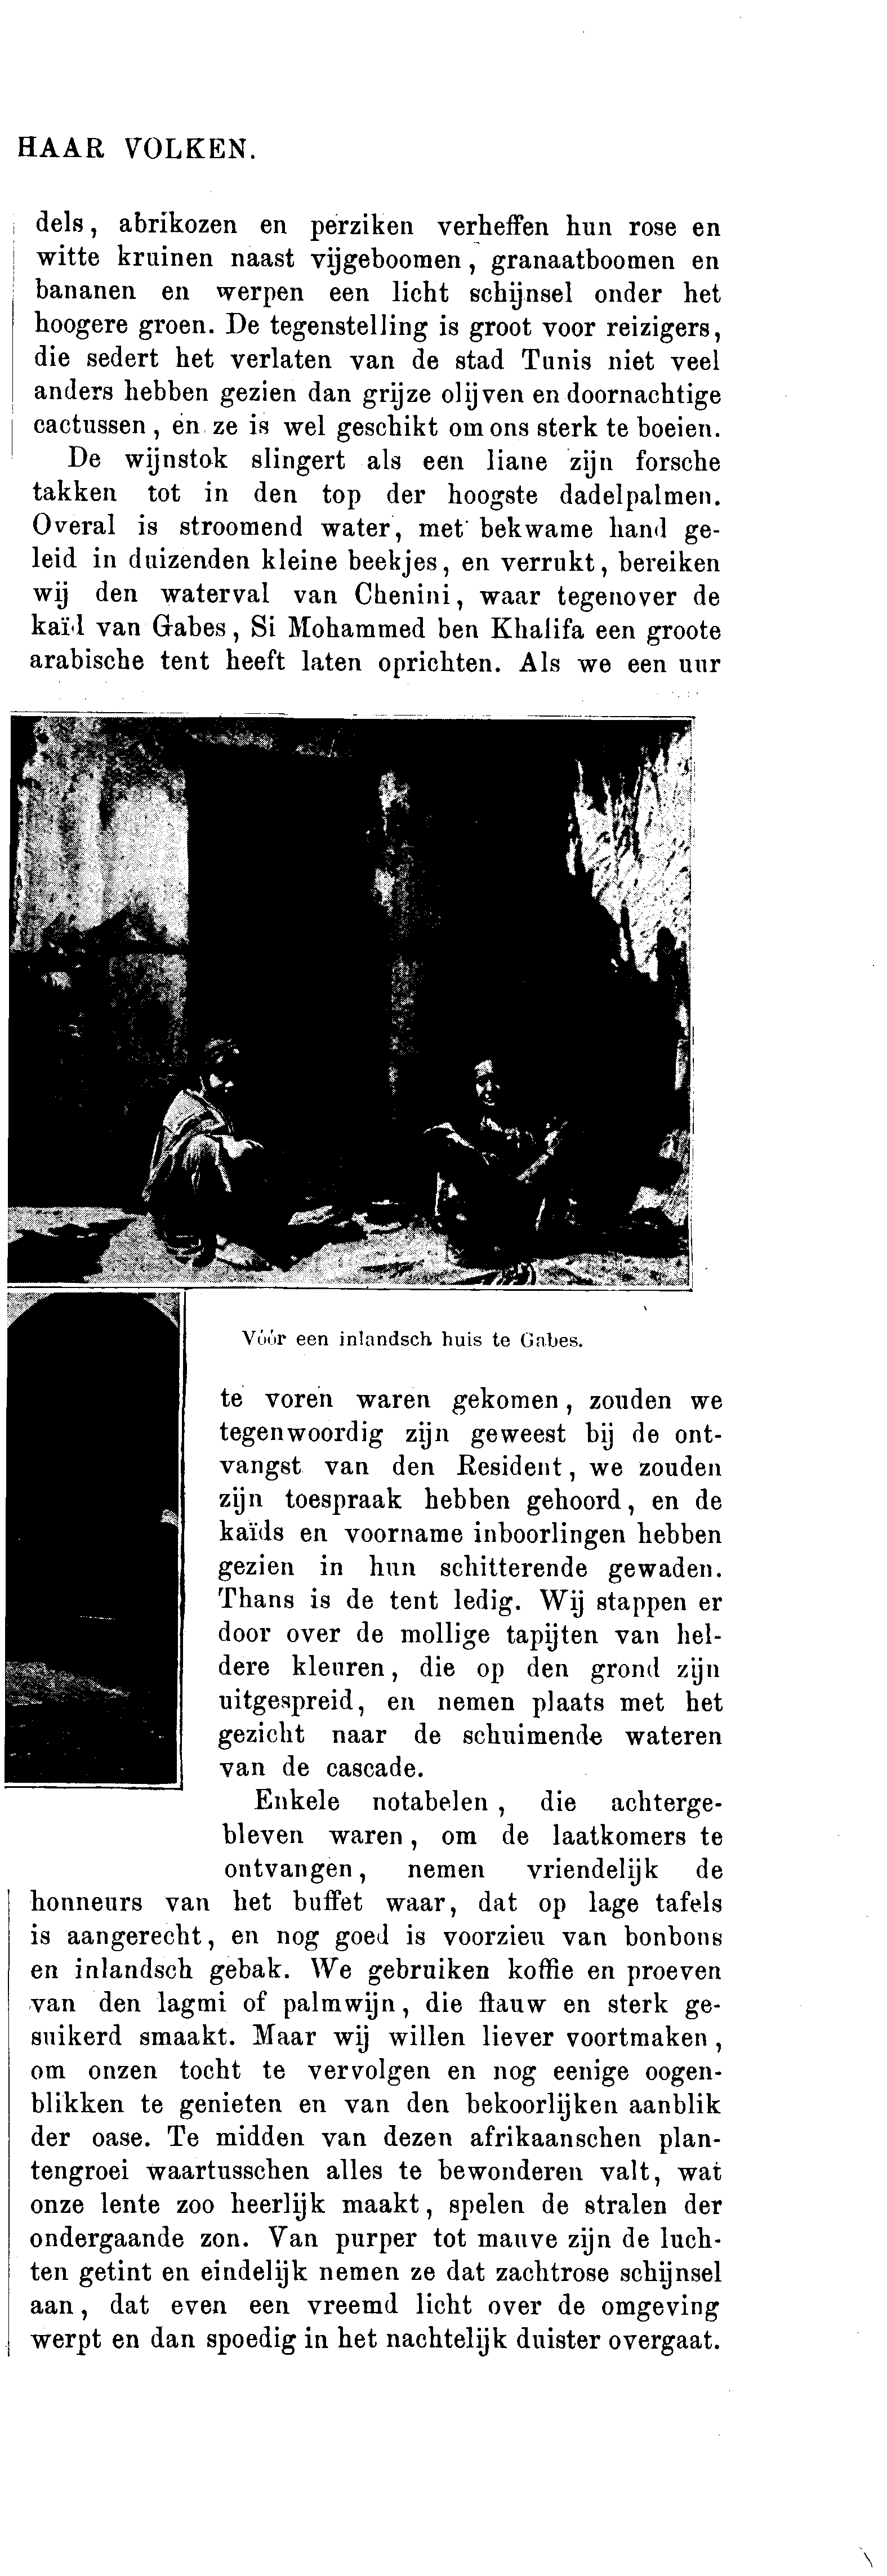 HAAR VOLKEN.
dels, abrikozen en perziken verheffen hun rose en
witte kruinen naast vijgeboomen, granaatboomen en
bananen en werpen een licht schijnsel onder het
hoogere groen. De tegenstelling is groot voor reizigers,
die sedert het verlaten van de stad Tunis niet veel
anders hebben gezien dan grijze olijven en doornachtige
cactussen, en ze is wel geschikt om ons sterk te boeien.
De wijnstok slingert als een liane zijn forsche
takken tot in den top der hoogste dadelpalmen.
Overal is stroomend water, met bekwame hand ge-
leid in duizenden kleine beekjes, en verrukt, bereiken
wij den waterval van Chenini, waar tegenover de
kaïd van Gabes, Si Mohammed ben Khalifa een groote
arabische tent heeft laten oprichten. Als we een uur
Vóór een inlandsch huis te Gabes.
te voren waren gekomen, zouden we
tegenwoordig zijn geweest bij de ont-
vangst van den Resident, we zouden
zijn toespraak hebben gehoord, en de
kaïds en voorname inboorlingen hebben
gezien in hun schitterende gewaden.
Thans is de tent ledig. Wij stappen er
door over de mollige tapijten van hel-
dere kleuren, die op den grond zijn
uitgespreid, en nemen plaats met het
gezicht naar de schuimende wateren
van de cascade.
Enkele notabelen, die achterge-
bleven waren, om de laatkomers te
ontvangen, nemen vriendelijk de
honneurs van het buffet waar, dat op lage tafels
is aangerecht, en nog goed is voorzien van bonbons
en inlandsch gebak. We gebruiken koffie en proeven
van den lagmi of palmwijn, die flauw en sterk ge-
suikerd smaakt. Maar wij willen liever voortmaken,
om onzen tocht te vervolgen en nog eenige oogen-
blikken te genieten en van den bekoorlijken aanblik
der oase. Te midden van dezen afrikaanschen plan-
tengroei waartusschen alles te bewonderen valt, wat
onze lente zoo heerlijk maakt, spelen de stralen der
ondergaande zon. Van purper tot mauve zijn de luch-
ten getint en eindelijk nemen ze dat zachtrose schijnsel
aan, dat even een vreemd licht over de omgeving
werpt en dan spoedig in het nachtelijk duister overgaat.